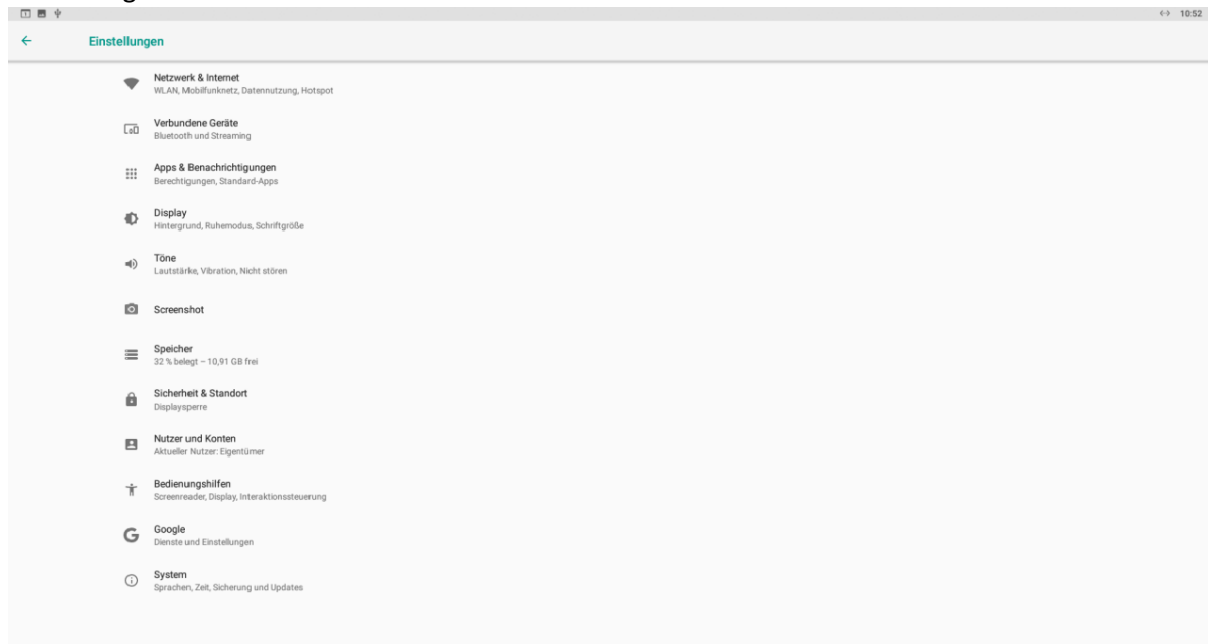 10:52
Einstellungen
Netzwerk & Internet
WLAN, Mobilfunknetz, Datennutzung, Hotspot
Verbundene Geräte
Bluetooth und Streaming
Apps & Benachrichtigungen
Berechtigungen, Standard-Apps
Display
Hintergrund, Ruhemodus, Schriftgröße
Töne
Lautstärke, Vibration, Nicht stören
Screenshot
Speicher
32 % belegt – 10,91 GB frei
Sicherheit & Standort
Displaysperre
Nutzer und Konten
Aktueller Nutzer: Eigentümer
Bedienungshilfen
Screenreader, Display, Interaktionssteuerung
Google
Dienste und Einstellungen
System
Sprachen, Zeit, Sicherung und Updates